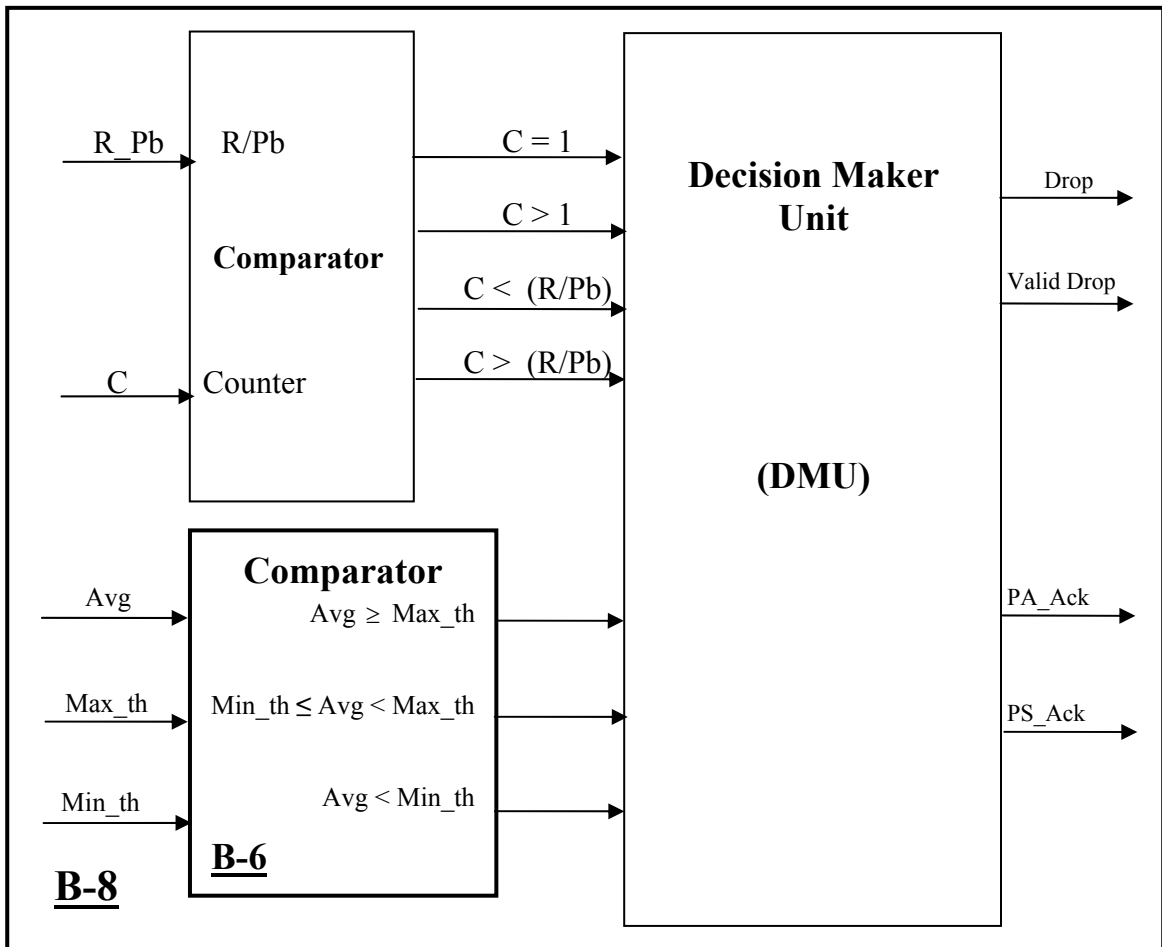 R_Pb
R/Pb
Comparator
C
Counter
C = 1
C > 1
C < (R/Pb)
C > (R/Pb)
Decision Maker
Unit
(DMU)
Drop
Valid Drop
PA_Ack
PS_Ack
Comparator
Avg
Avg ≥ Max_th
Max_th
Min_th ≤ Avg < Max_th
Min_th
Avg < Min_th
B-6
B-8